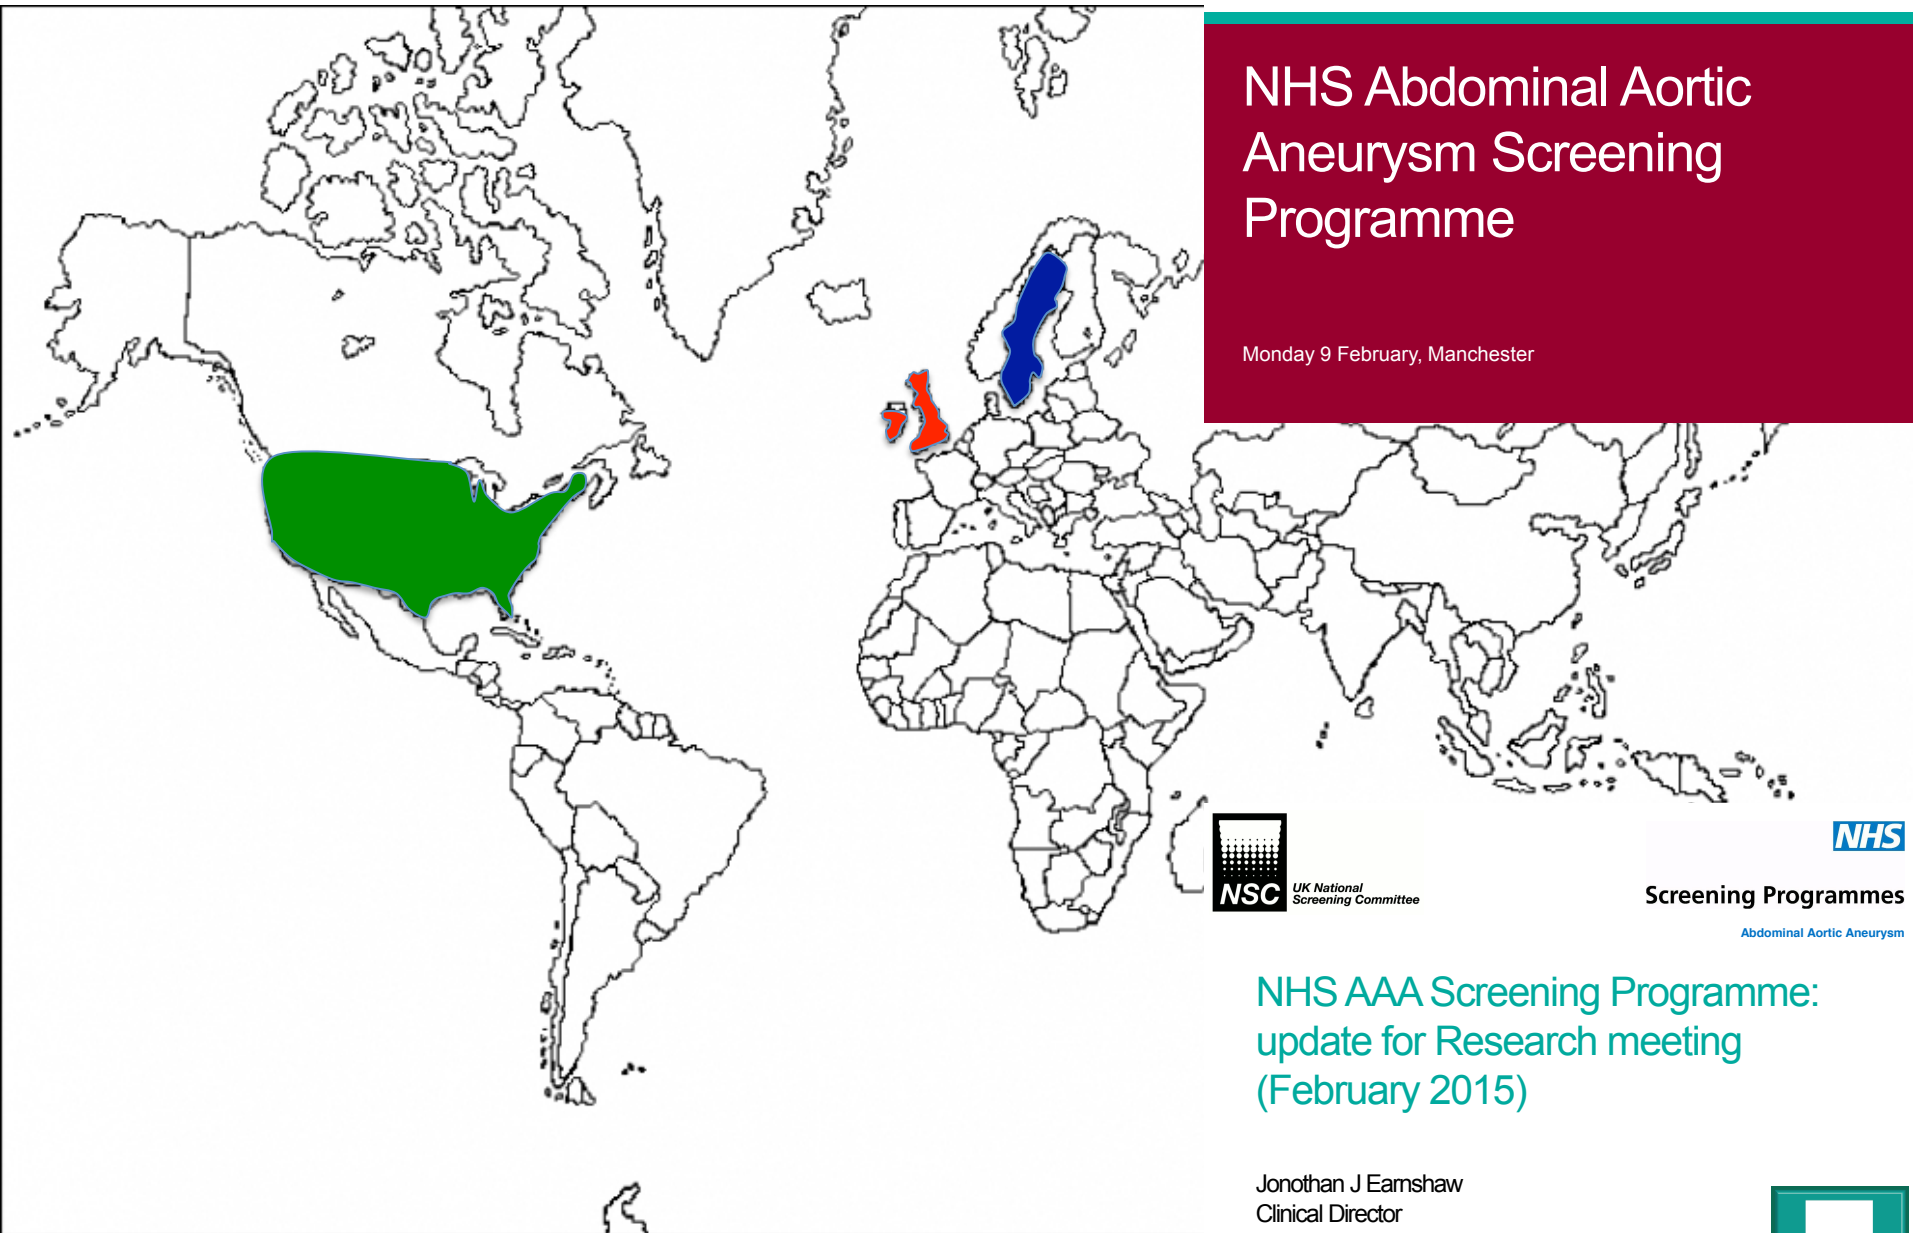 NHS Abdominal Aortic
Aneurysm Screening
Programme
Monday 9 February, Manchester
NSC
UK National
Screening Committee
NHS
Screening Programmes
Abdominal Aortic Aneurysm
NHS AAA Screening Programme:
update for Research meeting
(February 2015)
Jonothan J Earnshaw
Clinical Director